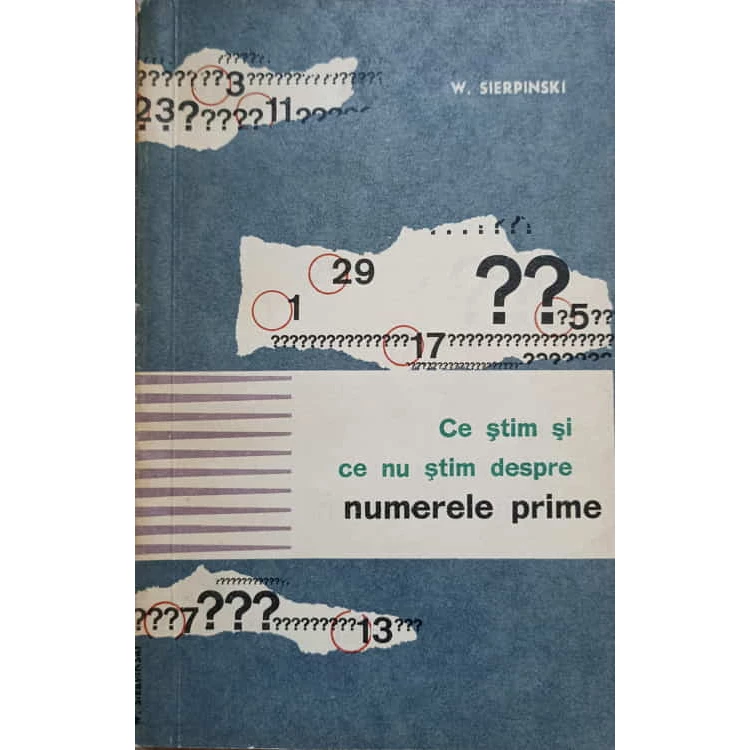 W. SIERPINSKI
???????3????????????????
23??????11??????
29
1
??
?5??
???????????????17??????????????????
Ce ştim şi
ce nu ştim despre
numerele prime
????????????
???7???????????13???
W. SIERPINSKI